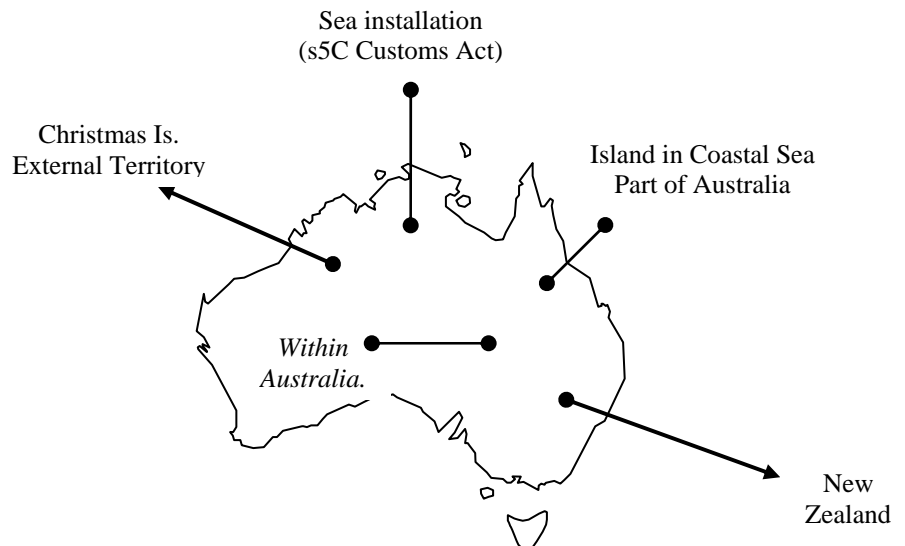 Sea installation
(s5C Customs Act)
Christmas Is.
External Territory
Island in Coastal Sea
Part of Australia
Within
Australia.
New
Zealand